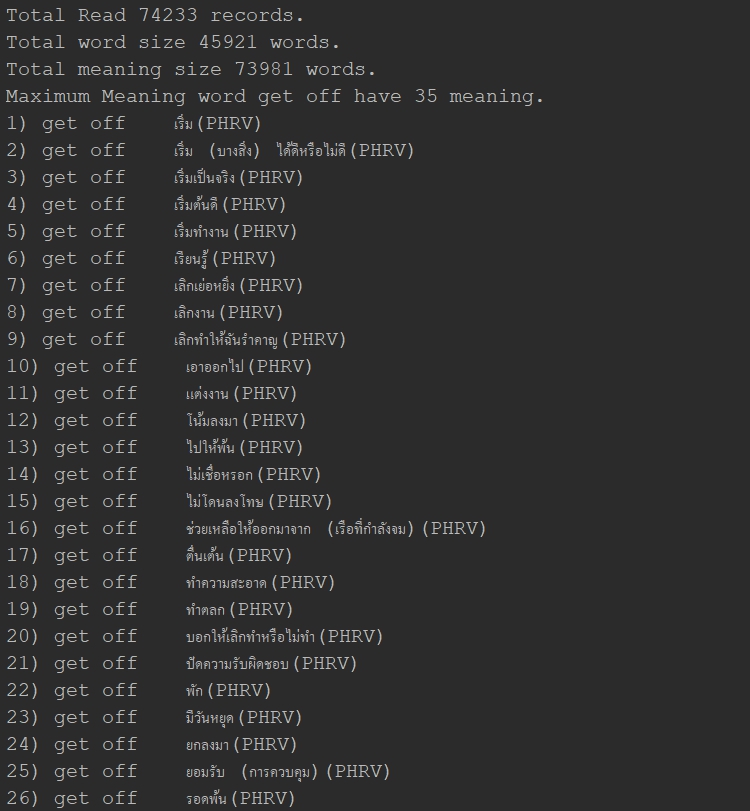 Total Read 74233 records.
Total word size 45921 words.
Total meaning size 73981 words.
Maximum Meaning word get off have 35 meaning.
1) get off    เริ่ม(PHRV)
2) get off    เริ่ม (บางสิ่ง) ได้ดีหรือไม่ดี(PHRV)
3) get off    เริ่มเป็นจริง(PHRV)
4) get off    เริ่มต้นดี(PHRV)
5) get off    เริ่มทำงาน(PHRV)
6) get off    เรียนรู้(PHRV)
7) get off    เลิกเย่อหยิ่ง(PHRV)
8) get off    เลิกงาน(PHRV)
9) get off    เลิกทำให้ฉันรำคาญ(PHRV)
10) get off    เอาออกไป(PHRV)
11) get off    แต่งงาน(PHRV)
12) get off    โน้มลงมา(PHRV)
13) get off    ไปให้พ้น(PHRV)
14) get off    ไม่เชื่อหรอก(PHRV)
15) get off    ไม่โดนลงโทษ(PHRV)
16) get off    ช่วยเหลือให้ออกมาจาก (เรือที่กำลังจม)(PHRV)
17) get off    ตื่นเต้น(PHRV)
18) get off    ทำความสะอาด(PHRV)
19) get off    ทำตลก(PHRV)
20) get off    บอกให้เลิกทำหรือไม่ทำ(PHRV)
21) get off    ปัดความรับผิดชอบ(PHRV)
22) get off    พัก(PHRV)
23) get off    มีวันหยุด(PHRV)
24) get off    ยกลงมา(PHRV)
25) get off    ยอมรับ (การควบคุม)(PHRV)
26) get off    รอดพ้น(PHRV)